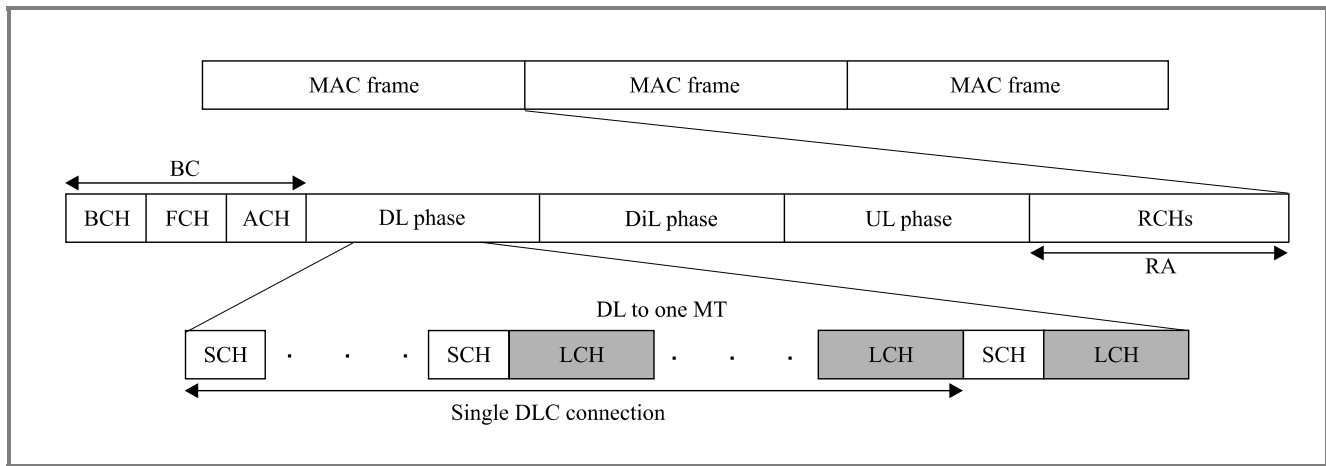 MAC frame MAC frame MAC frame
BC
BCH FCH ACH DL phase DiL phase UL phase RCHs
RA
DL to one MT
SCH . . . SCH LCH . . . LCH SCH LCH
Single DLC connection